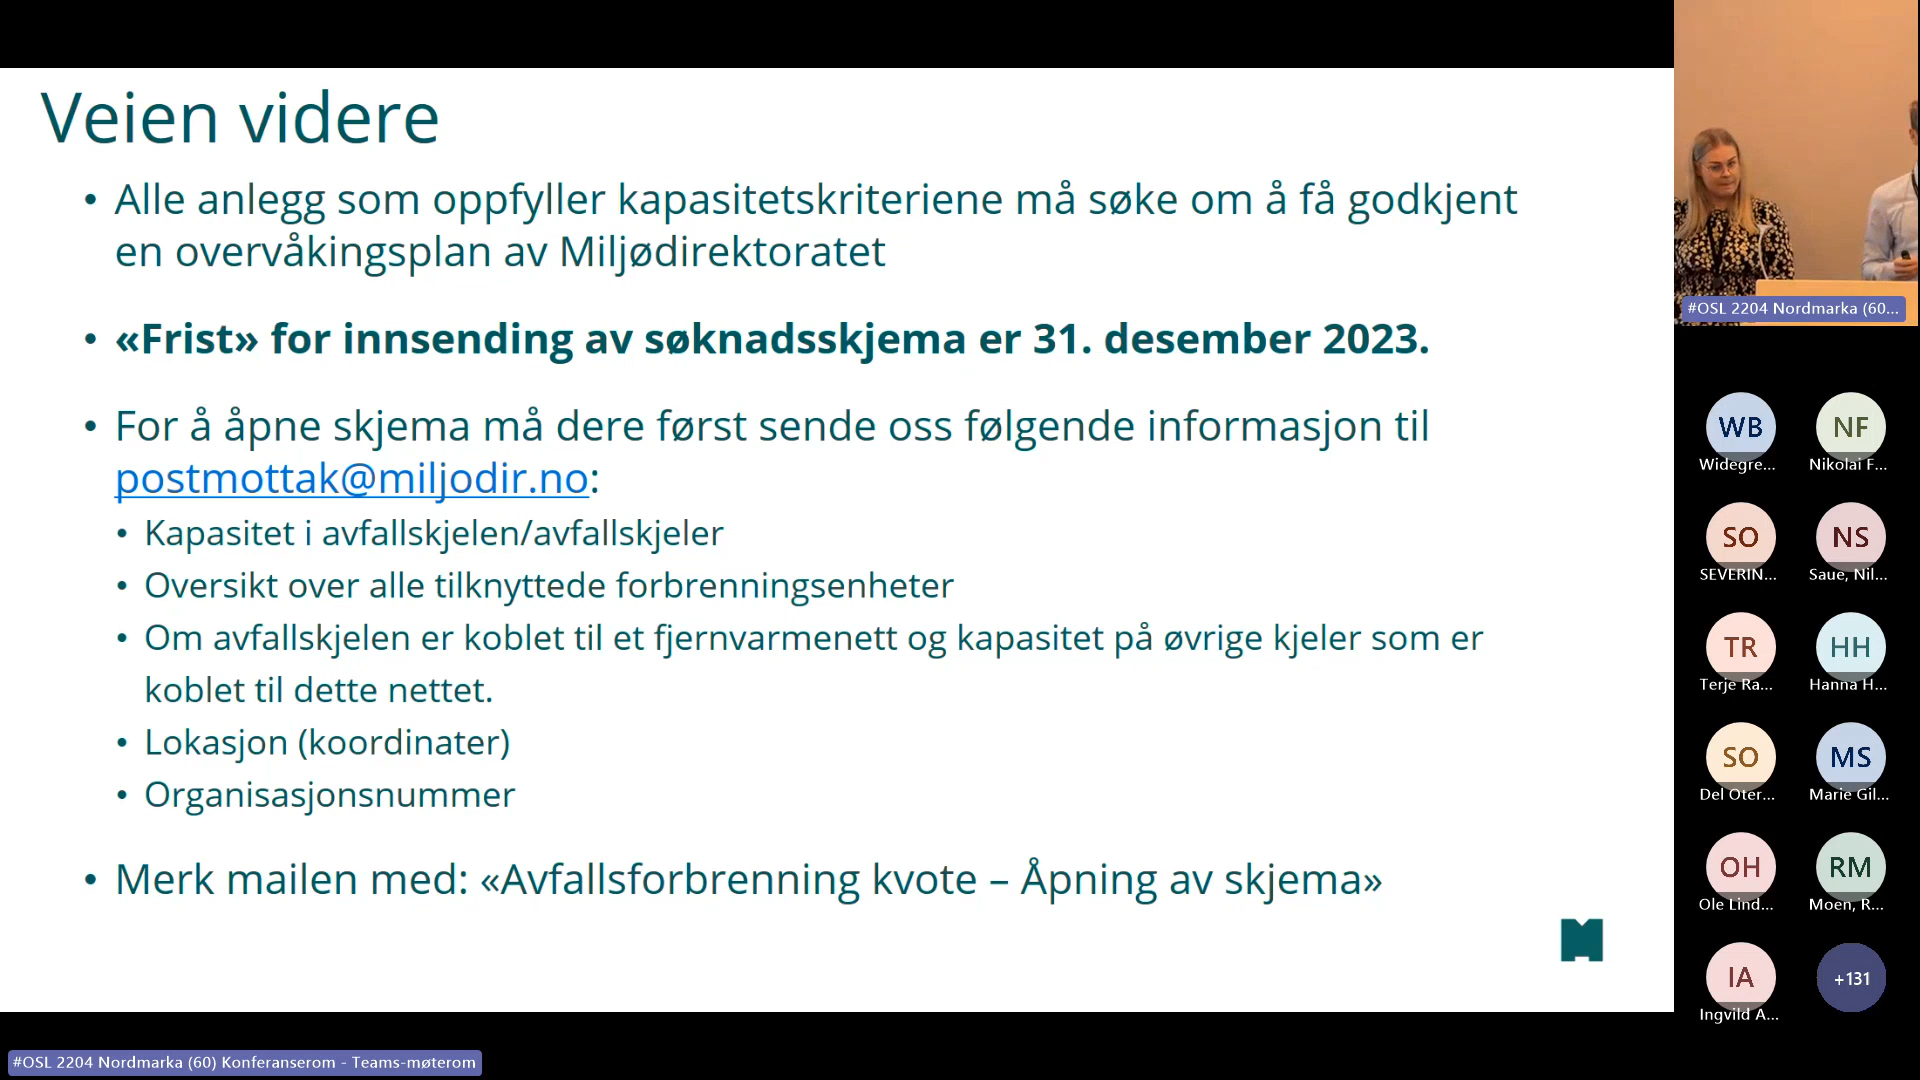 Veien videre
• Alle anlegg som oppfyller kapasitetskriteriene må søke om å få godkjent
en overvåkingsplan av Miljødirektoratet
• «Frist» for innsending av søknadsskjema er 31. desember 2023.
• For å åpne skjema må dere først sende oss følgende informasjon til
postmottak@miljodir.no:
• Kapasitet i avfallskjelen/avfallskjeler
• Oversikt over alle tilknyttede forbrenningsenheter
• Om avfallskjelen er koblet til et fjernvarmenett og kapasitet på øvrige kjeler som er
koblet til dette nettet.
• Lokasjon (koordinater)
• Organisasjonsnummer
• Merk mailen med: «Avfallsforbrenning kvote – Åpning av skjema»
M
#OSL 2204 Nordmarka (60) Konferanserom - Teams-møterom
#OSL 2204 Nordmarka (60...
WB
Widegre...
NF
Nikolai F...
SO
SEVERIN...
NS
Saue, Nil...
TR
Terje Ra...
HH
Hanna H...
SO
Del Oter...
MS
Marie Gil...
OH
Ole Lind...
RM
Moen, R...
IA
Ingvild A...
+131